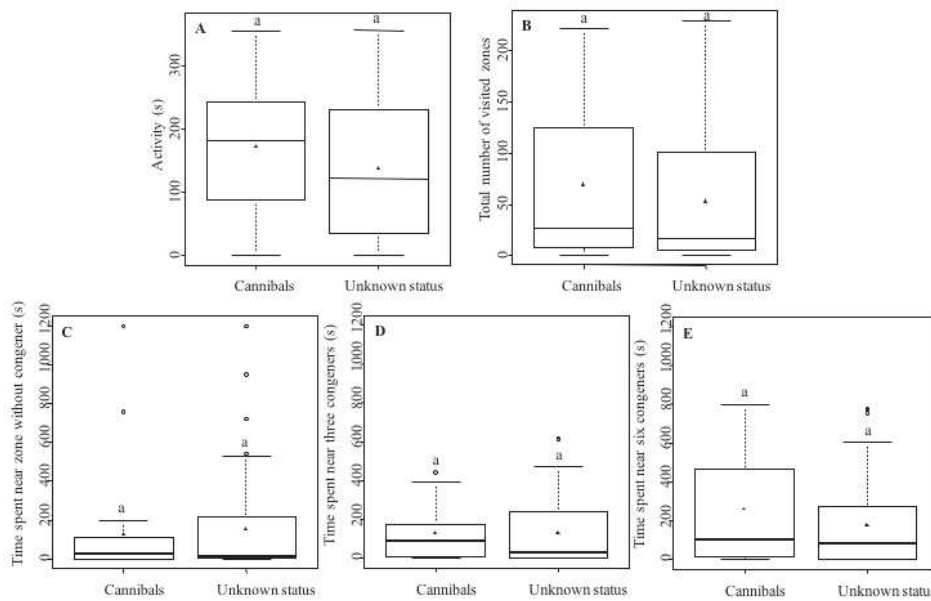 A
a
a
Activity (s)
0
100
200
300
Cannibals
Unknown status
B
a
a
Total number of visited zones
0
50
100
150
200
Cannibals
Unknown status
C
a
a
Time spent near zone without congener (s)
0
200
400
600
800
1000
1200
Cannibals
Unknown status
D
a
a
Time spent near three congeners (s)
0
200
400
600
800
1000
1200
Cannibals
Unknown status
E
a
a
Time spent near six congeners (s)
0
200
400
600
800
1000
1200
Cannibals
Unknown status